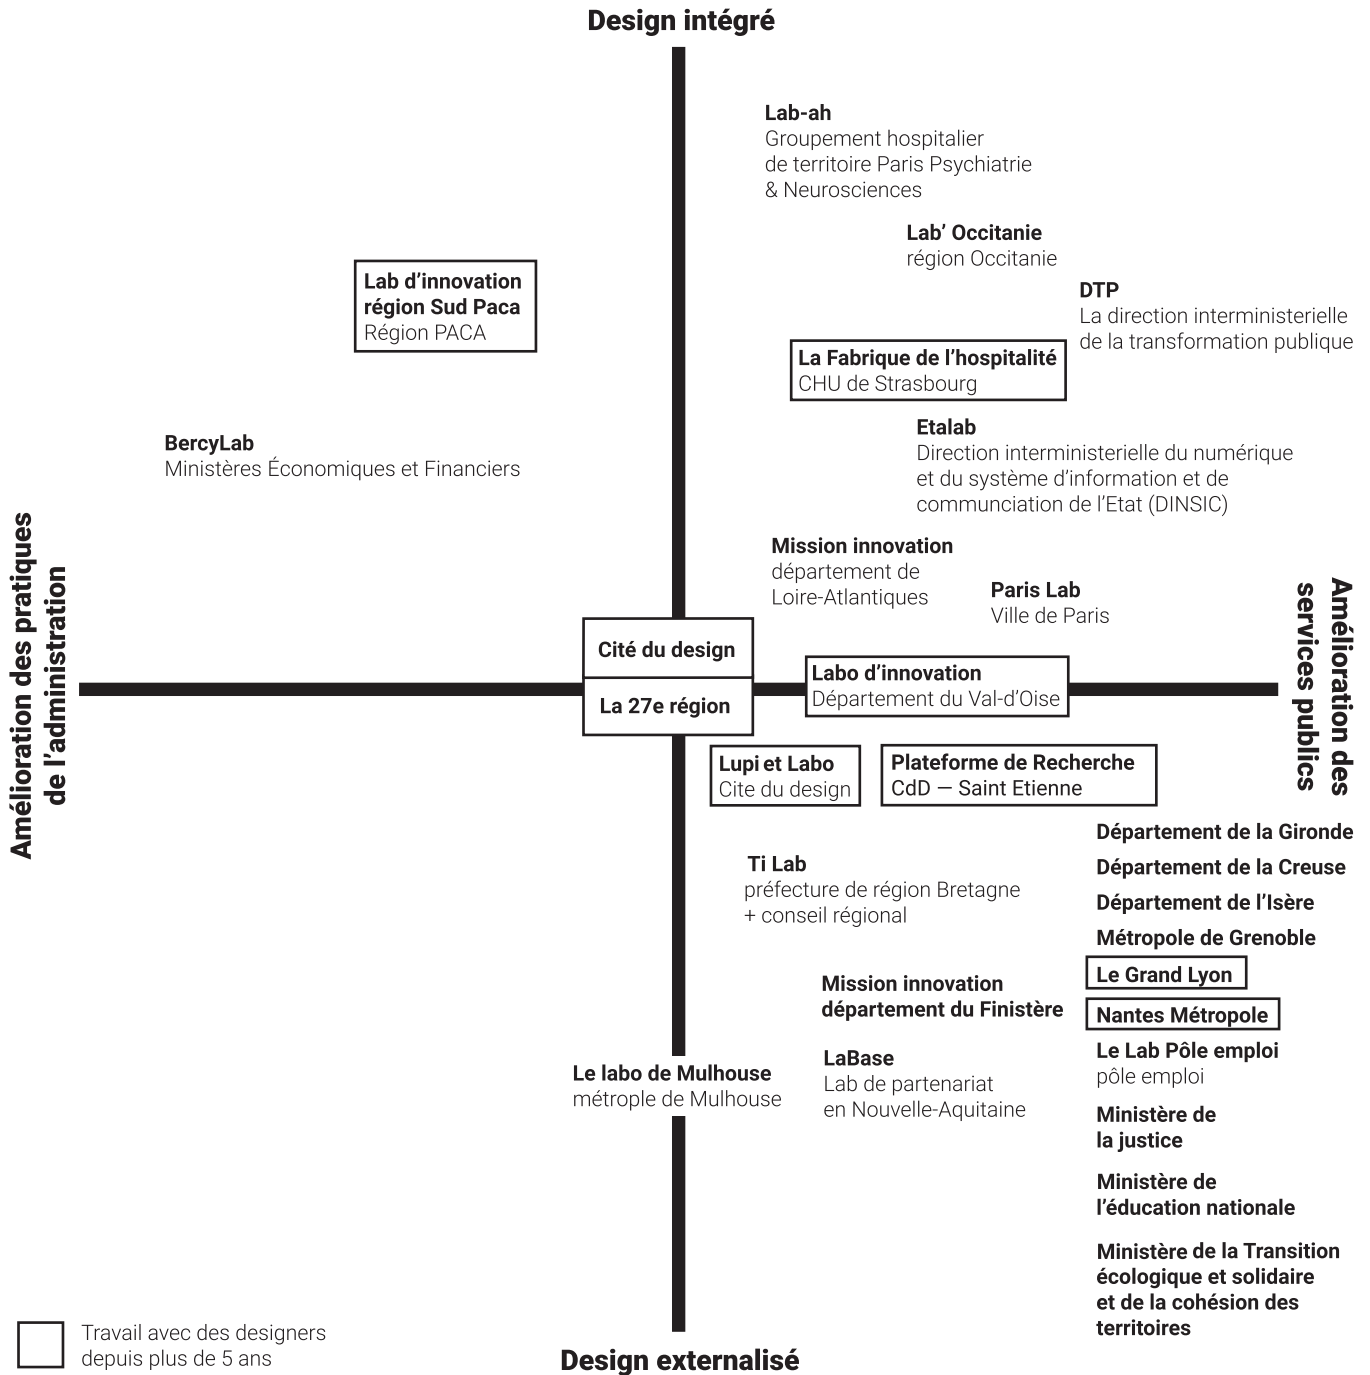 Design intégré
Lab-ah
Groupement hospitalier
de territoire Paris Psychiatrie
& Neurosciences
Lab’ Occitanie
région Occitanie
Lab d’innovation
région Sud Paca
Région PACA
DTP
La direction interministerielle
de la transformation publique
La Fabrique de l’hospitalité
CHU de Strasbourg
BercyLab
Ministères Économiques et Financiers
Etalab
Direction interministerielle du numérique
et du système d’information et de
communciation de l’Etat (DINSIC)
Mission innovation
département de
Loire-Atlantiques
Paris Lab
Ville de Paris
Amélioration des pratiques
de l’administration
Cité du design
La 27e région
Labo d’innovation
Département du Val-d’Oise
Amélioration des
services publics
Lupi et Labo
Cite du design
Plateforme de Recherche
CdD — Saint Etienne
Ti Lab
préfecture de région Bretagne
+ conseil régional
Département de la Gironde
Département de la Creuse
Département de l’Isère
Métropole de Grenoble
Le Grand Lyon
Nantes Métropole
Mission innovation
département du Finistère
Le labo de Mulhouse
métrople de Mulhouse
LaBase
Lab de partenariat
en Nouvelle-Aquitaine
Le Lab Pôle emploi
pôle emploi
Ministère de
la justice
Ministère de
l’éducation nationale
Ministère de la Transition
écologique et solidaire
et de la cohésion des
territoires
Travail avec des designers
depuis plus de 5 ans
Design externalisé